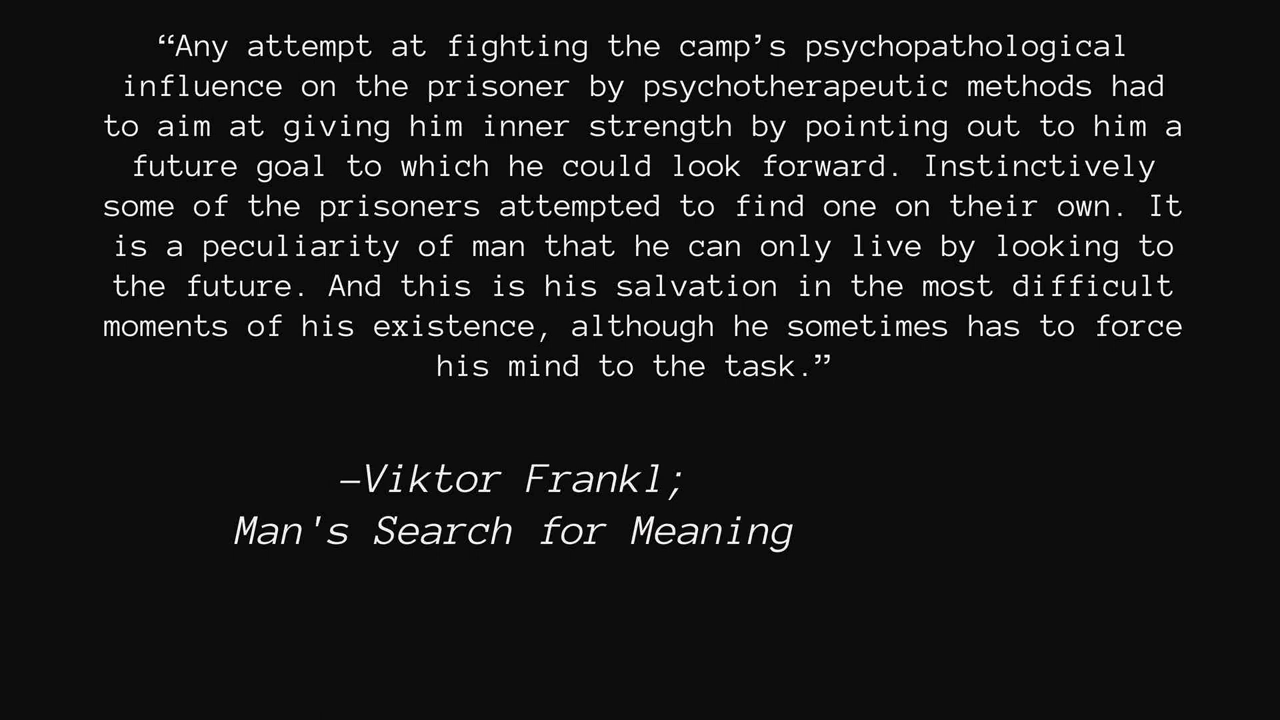 “Any attempt at fighting the camp’s psychopathological
influence on the prisoner by psychotherapeutic methods had
to aim at giving him inner strength by pointing out to him a
future goal to which he could look forward. Instinctively
some of the prisoners attempted to find one on their own. It
is a peculiarity of man that he can only live by looking to
the future. And this is his salvation in the most difficult
moments of his existence, although he sometimes has to force
his mind to the task.”
–Viktor Frankl;
Man's Search for Meaning